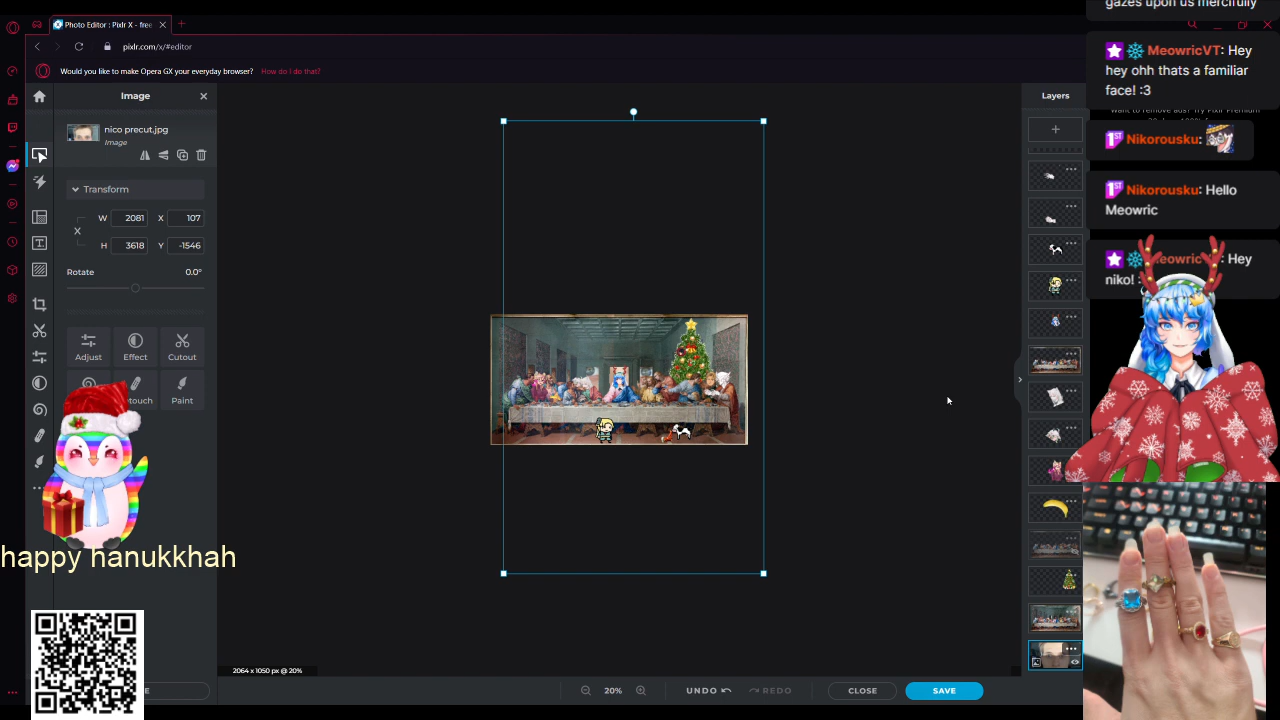 Photo Editor : Pixlr X - free
pixlr.com/x/#editor
Would you like to make Opera GX your everyday browser? How do I do that?
Image
nico precut.jpg
Image
Transform
W 2081 X 107
X
H 3618 Y -1546
Rotate 0.0°
Adjust
Effect
Cutout
Paint
happy hanukkhah
2064 x 1050 px @ 20%
20%
UNDO
REDO
CLOSE
SAVE
Layers
gazes upon us mercifully
MeowricVT: Hey
hey ohh thats a familiar
face! :3
Nikorousku:
Nikorousku: Hello
Meowric
: Hey
niko! :